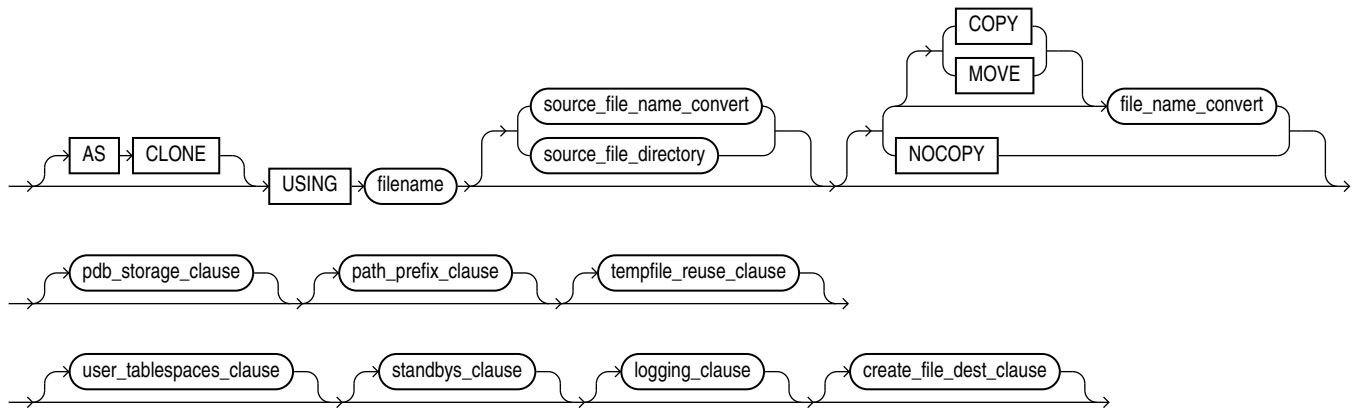 COPY
MOVE
source_file_name_convert file_name_convert
AS CLONE source_file_directory NOCOPY
USING filename
pdb_storage_clause path_prefix_clause tempfile_reuse_clause
user_tablespaces_clause standbys_clause logging_clause create_file_dest_clause